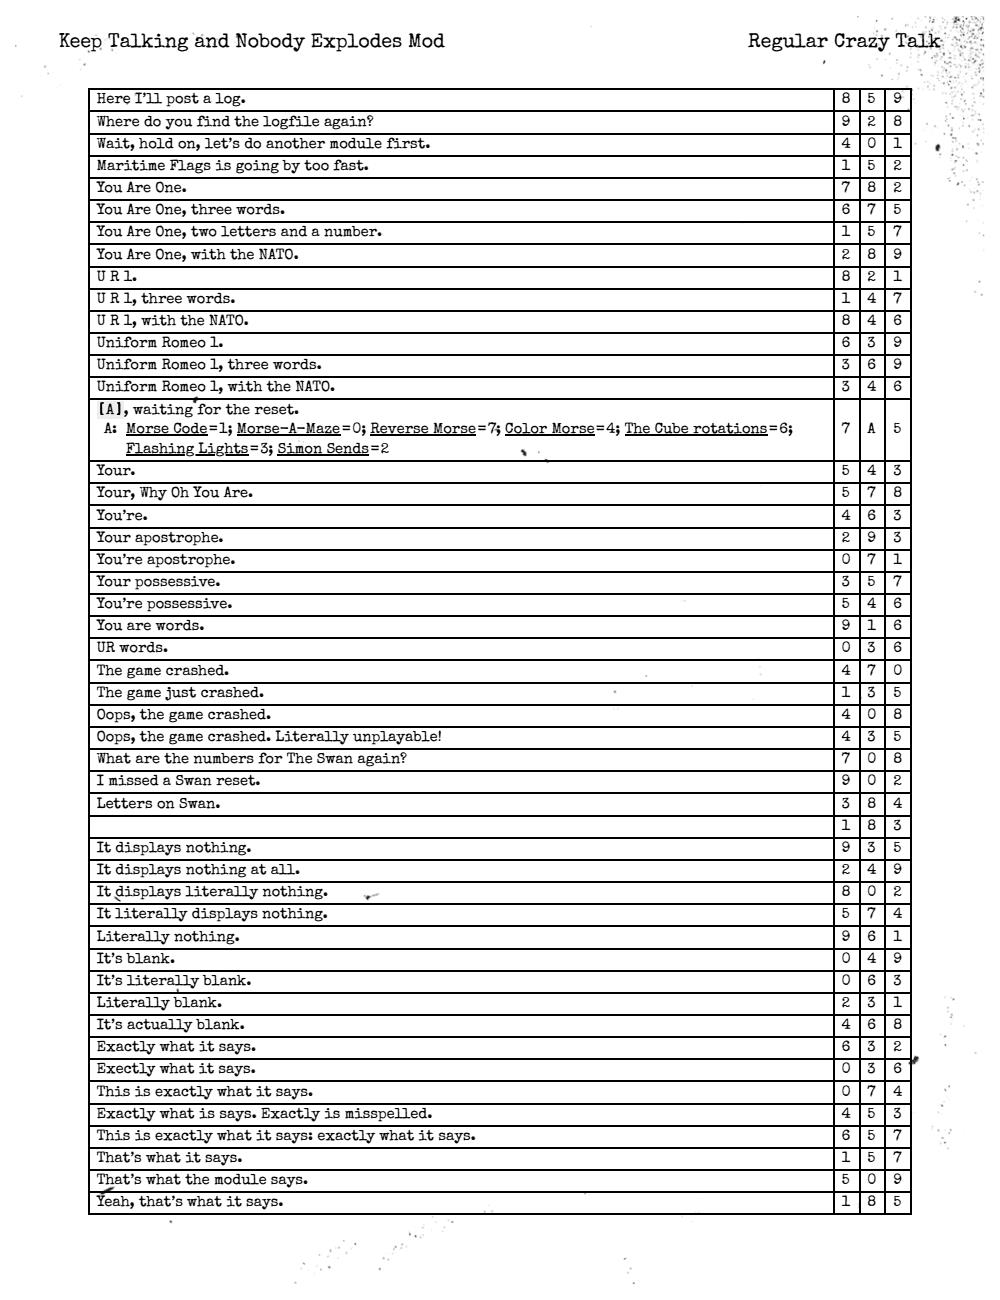 Keep Talking and Nobody Explodes Mod Regular Crazy Talk
Here I'll post a log. 8 5 9
Where do you find the logfile again? 9 2 8
Wait, hold on, let's do another module first. 4 0 1
Maritime Flags is going by too fast. 1 5 2
You Are One. 7 8 2
You Are One, three words. 6 7 5
You Are One, two letters and a number. 1 5 7
You Are One, with the NATO. 2 8 9
U R 1. 8 2 1
U R 1, three words. 1 4 7
U R 1, with the NATO. 8 4 6
Uniform Romeo 1. 6 3 9
Uniform Romeo 1, three words. 3 6 9
Uniform Romeo 1, with the NATO. 3 4 6
[A], waiting for the reset.
A: Morse Code=1; Morse-A-Maze=0; Reverse Morse=7; Color Morse=4; The Cube rotations=6; 7 A 5
Flashing Lights=3; Simon Sends=2
Your. 5 4 3
Your, Why Oh You Are. 5 7 8
You're. 4 6 3
Your apostrophe. 2 9 3
You're apostrophe. 0 7 1
Your possessive. 3 5 7
You're possessive. 5 4 6
You are words. 9 1 6
UR words. 0 3 6
The game crashed. 4 7 0
The game just crashed. 1 3 5
Oops, the game crashed. 4 0 8
Oops, the game crashed. Literally unplayable! 4 3 5
What are the numbers for The Swan again? 7 0 8
I missed a Swan reset. 9 0 2
Letters on Swan. 3 8 4
1 8 3
It displays nothing. 9 3 5
It displays nothing at all. 2 4 9
It displays literally nothing. 8 0 2
It literally displays nothing. 5 7 4
Literally nothing. 9 6 1
It's blank. 0 4 9
It's literally blank. 0 6 3
Literally blank. 2 3 1
It's actually blank. 4 6 8
Exactly what it says. 6 3 2
Exectly what it says. 0 3 6
This is exactly what it says. 0 7 4
Exactly what is says. Exactly is misspelled. 4 5 3
This is exactly what it says: exactly what it says. 6 5 7
That's what it says. 1 5 7
That's what the module says. 5 0 9
Yeah, that's what it says. 1 8 5